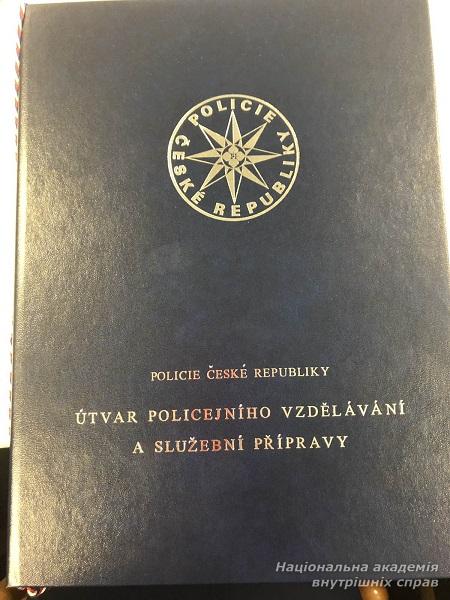 POLICIE
ČESKÉ REPUBLIKY
POLICIE ČESKÉ REPUBLIKY
ÚTVAR POLICEJNÍHO VZDĚLÁVÁNÍ
A SLUŽEBNÍ PŘÍPRAVY
Національна академія
внутрішніх справ